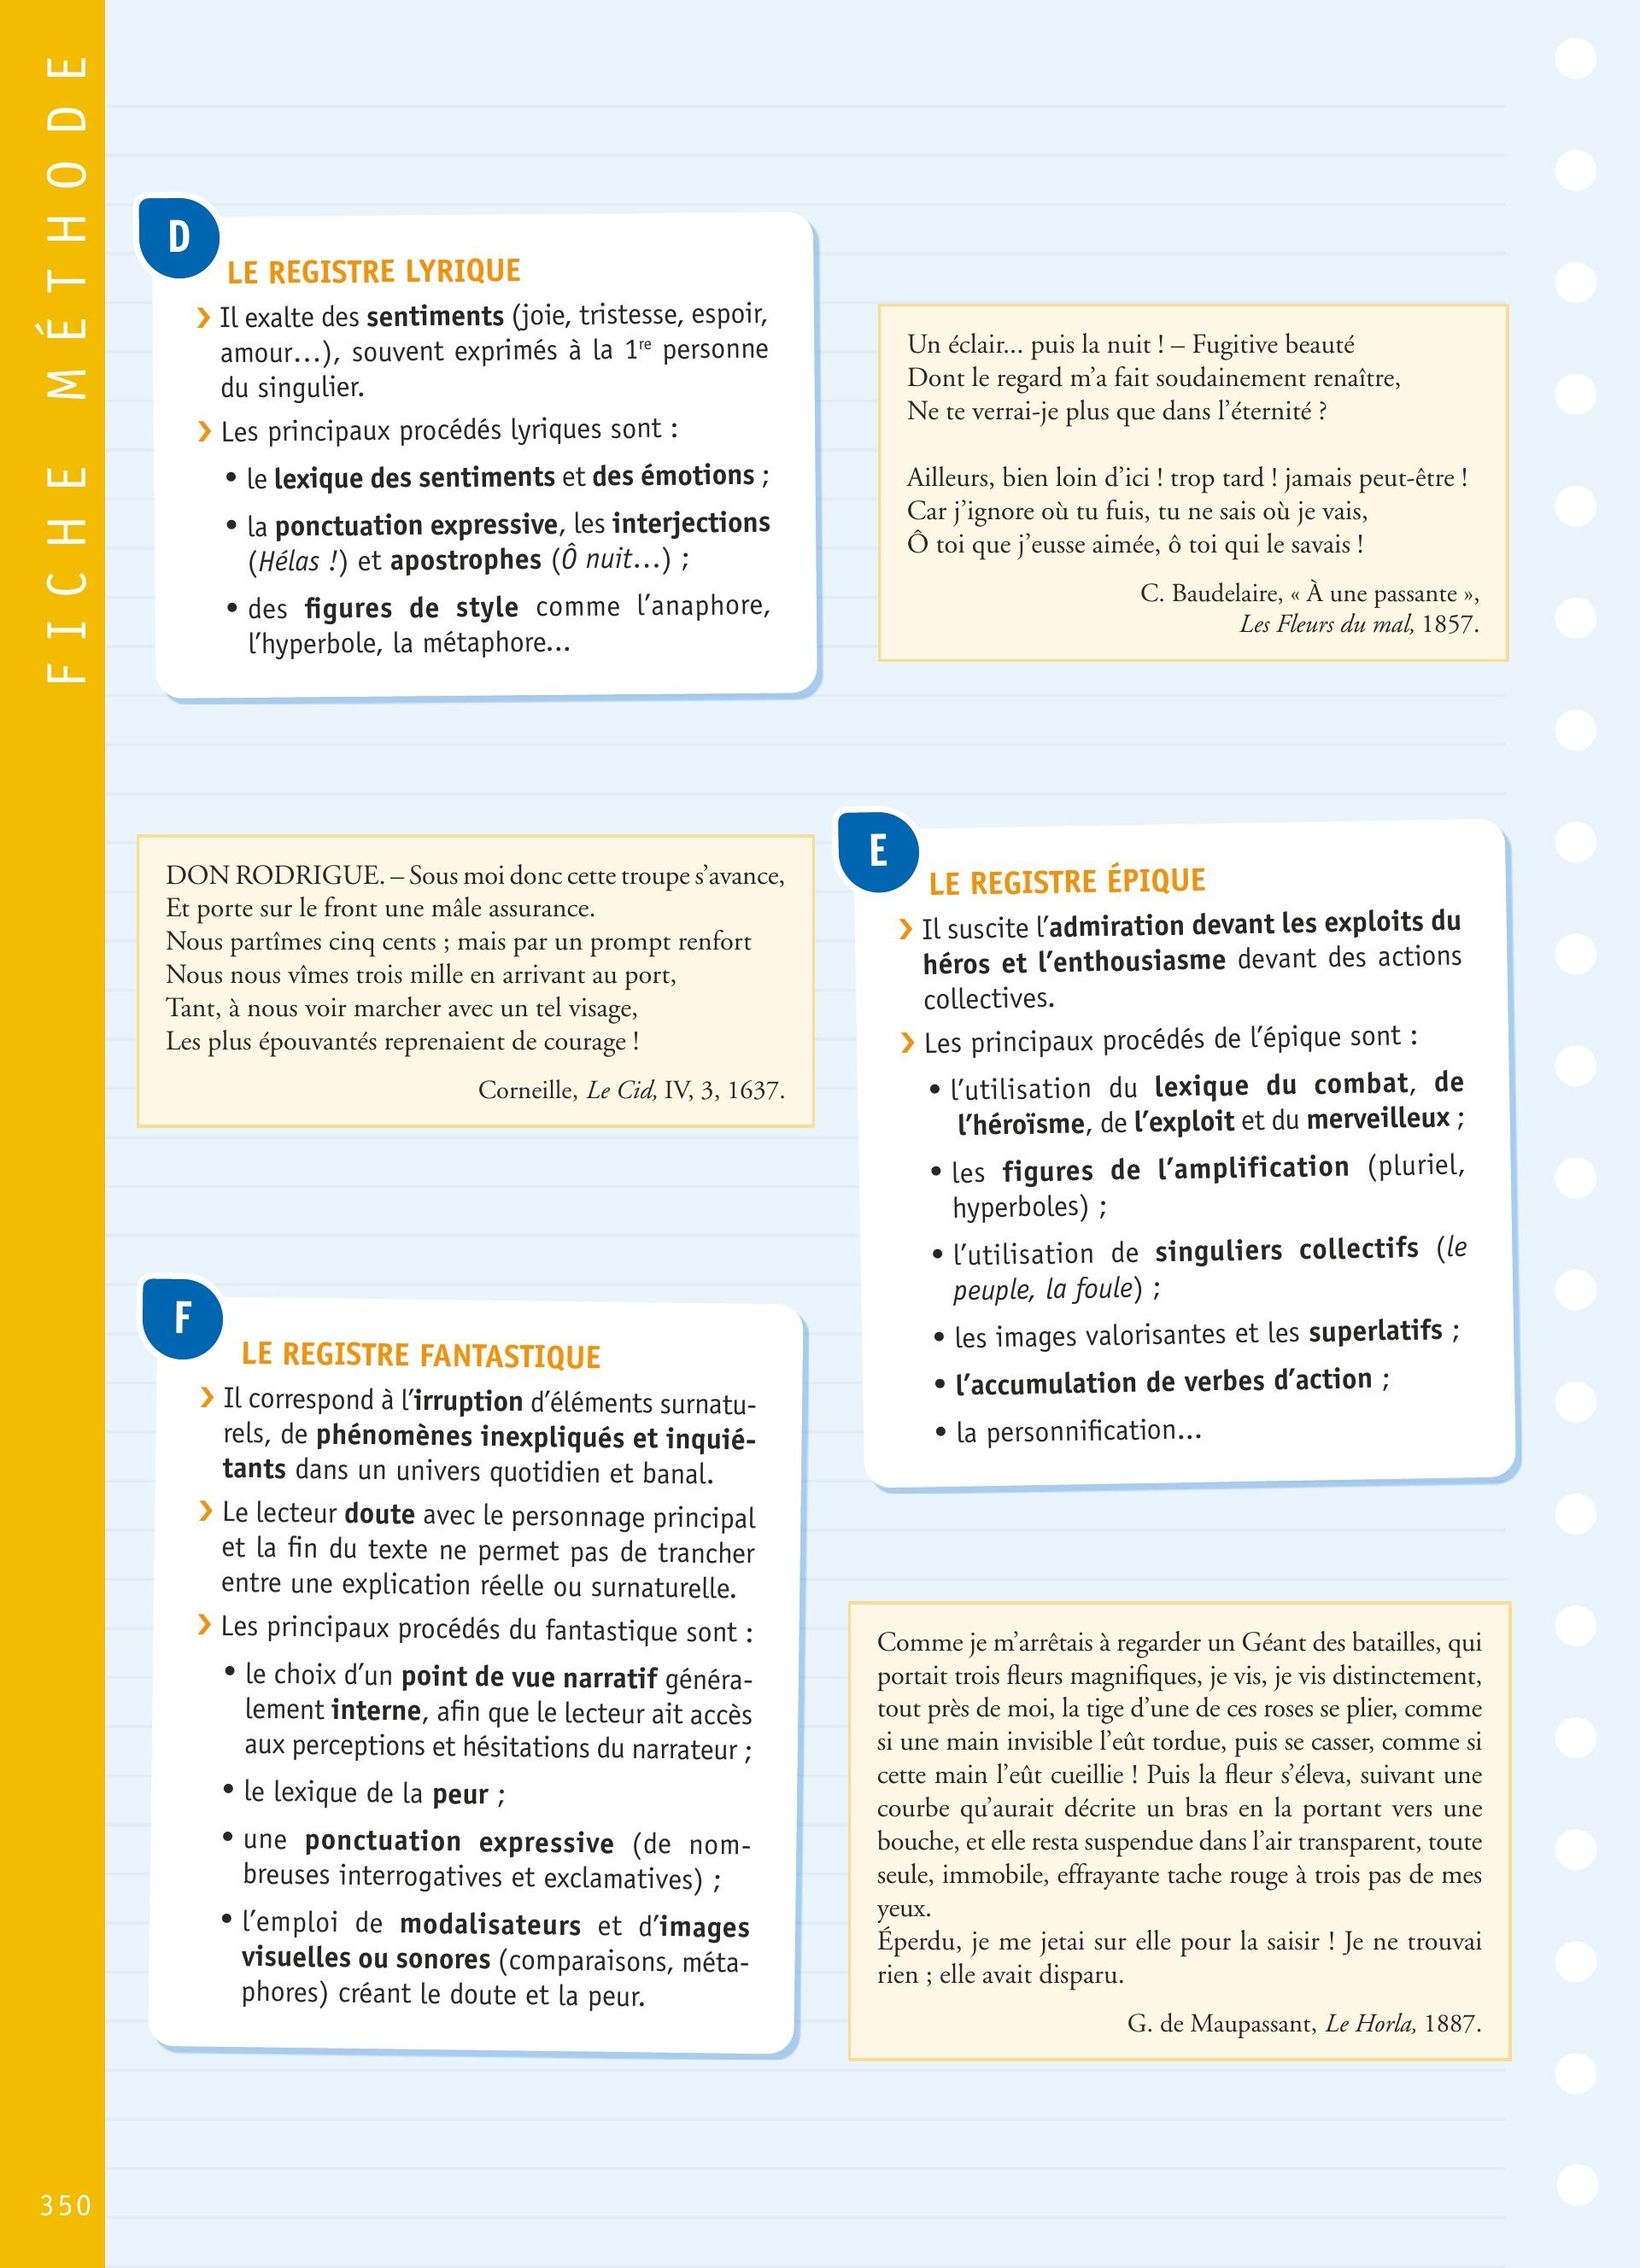 FICHE MÉTHODE
D
LE REGISTRE LYRIQUE
› Il exalte des sentiments (joie, tristesse, espoir,
amour…), souvent exprimés à la 1re personne
du singulier.
› Les principaux procédés lyriques sont :
• le lexique des sentiments et des émotions ;
• la ponctuation expressive, les interjections
(Hélas !) et apostrophes (Ô nuit…) ;
• des figures de style comme l’anaphore,
l’hyperbole, la métaphore…
Un éclair... puis la nuit ! – Fugitive beauté
Dont le regard m’a fait soudainement renaître,
Ne te verrai-je plus que dans l’éternité ?
Ailleurs, bien loin d’ici ! trop tard ! jamais peut-être !
Car j’ignore où tu fuis, tu ne sais où je vais,
Ô toi que j’eusse aimée, ô toi qui le savais !
C. Baudelaire, « À une passante »,
Les Fleurs du mal, 1857.
DON RODRIGUE. – Sous moi donc cette troupe s’avance,
Et porte sur le front une mâle assurance.
Nous partîmes cinq cents ; mais par un prompt renfort
Nous nous vîmes trois mille en arrivant au port,
Tant, à nous voir marcher avec un tel visage,
Les plus épouvantés reprenaient de courage !
Corneille, Le Cid, IV, 3, 1637.
E
LE REGISTRE ÉPIQUE
› Il suscite l’admiration devant les exploits du
héros et l’enthousiasme devant des actions
collectives.
› Les principaux procédés de l’épique sont :
• l’utilisation du lexique du combat, de
l’héroïsme, de l’exploit et du merveilleux ;
• les figures de l’amplification (pluriel,
hyperboles) ;
• l’utilisation de singuliers collectifs (le
peuple, la foule) ;
• les images valorisantes et les superlatifs ;
• l’accumulation de verbes d’action ;
• la personnification…
F
LE REGISTRE FANTASTIQUE
› Il correspond à l’irruption d’éléments surnatu-
rels, de phénomènes inexpliqués et inquié-
tants dans un univers quotidien et banal.
› Le lecteur doute avec le personnage principal
et la fin du texte ne permet pas de trancher
entre une explication réelle ou surnaturelle.
› Les principaux procédés du fantastique sont :
• le choix d’un point de vue narratif généra-
lement interne, afin que le lecteur ait accès
aux perceptions et hésitations du narrateur ;
• le lexique de la peur ;
• une ponctuation expressive (de nom-
breuses interrogatives et exclamatives) ;
• l’emploi de modalisateurs et d’images
visuelles ou sonores (comparaisons, méta-
phores) créant le doute et la peur.
Comme je m’arrêtais à regarder un Géant des batailles, qui
portait trois fleurs magnifiques, je vis, je vis distinctement,
tout près de moi, la tige d’une de ces roses se plier, comme
si une main invisible l’eût tordue, puis se casser, comme si
cette main l’eût cueillie ! Puis la fleur s’éleva, suivant une
courbe qu’aurait décrite un bras en la portant vers une
bouche, et elle resta suspendue dans l’air transparent, toute
seule, immobile, effrayante tache rouge à trois pas de mes
yeux.
Éperdu, je me jetai sur elle pour la saisir ! Je ne trouvai
rien ; elle avait disparu.
G. de Maupassant, Le Horla, 1887.
350